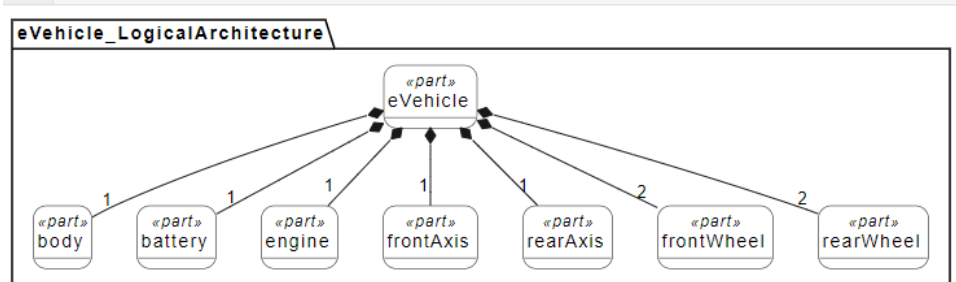 eVehicle_LogicalArchitecture
«part»
eVehicle
1 1 1 1 1 2 2
«part» «part» «part» «part» «part» «part» «part»
body battery engine frontAxis rearAxis frontWheel rearWheel